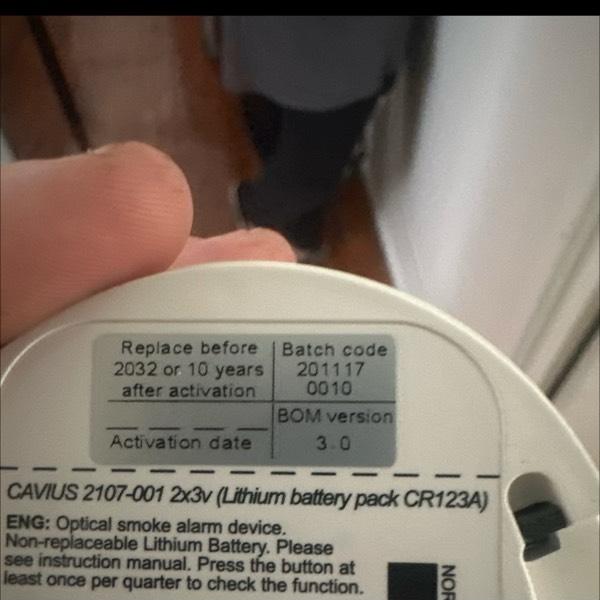 Replace before
2032 or 10 years
after activation
Activation date
Batch code
201117
0010
BOM version
3.0
CAVIUS 2107-001 2x3v (Lithium battery pack CR123A)
ENG: Optical smoke alarm device.
Non-replaceable Lithium Battery. Please
see instruction manual. Press the button at
least once per quarter to check the function.
NOR